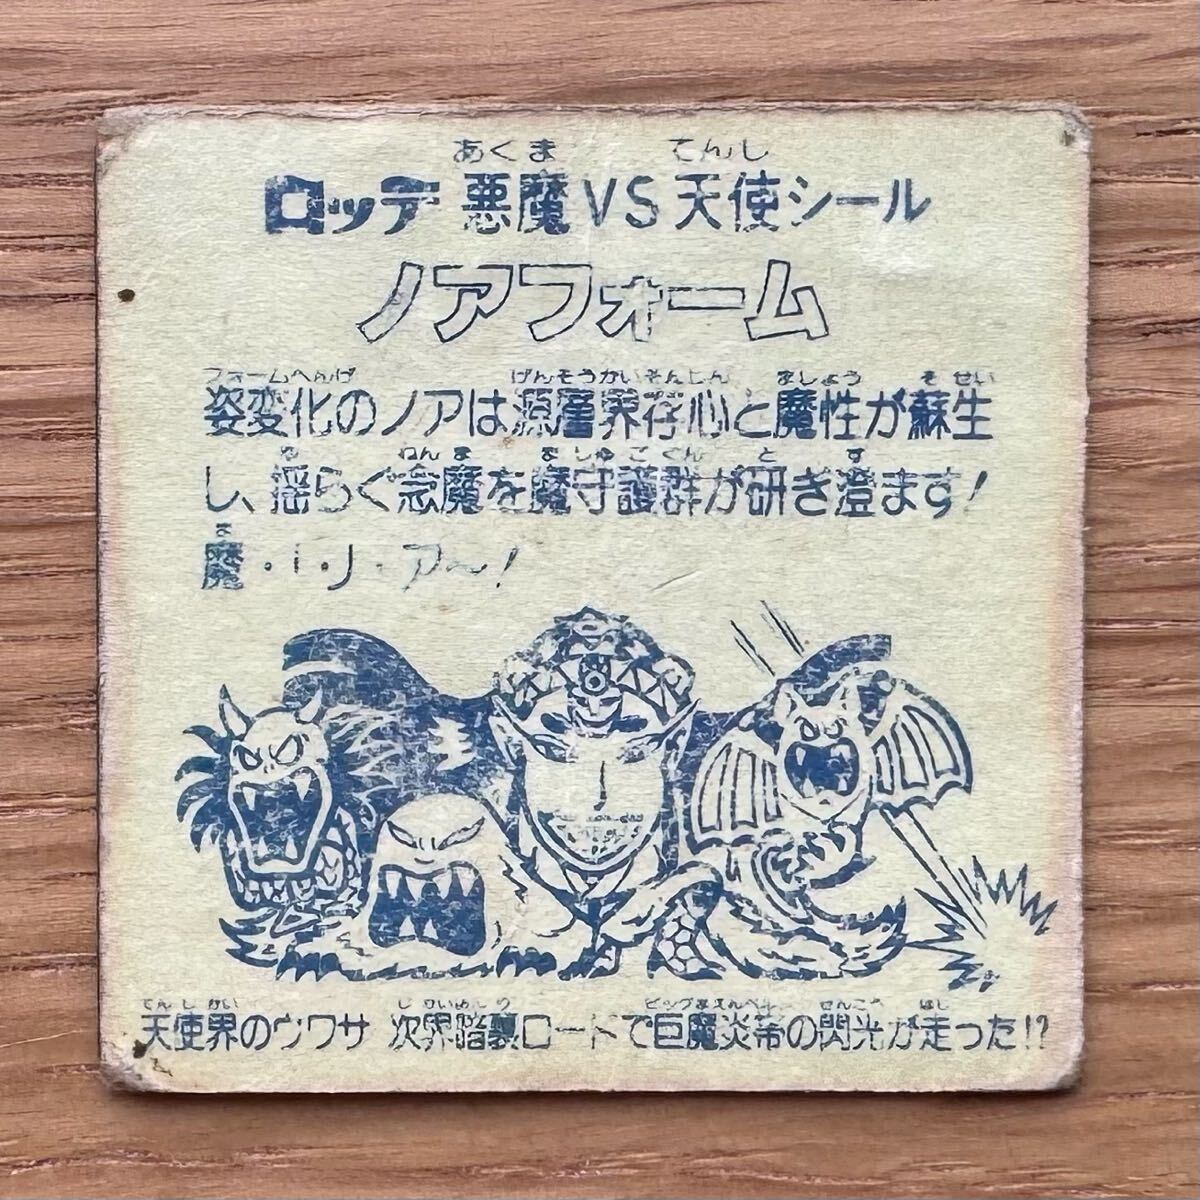 あくま てんし
ロッテ 悪魔VS天使シール
ノアフォーム
フォームへんげ げんそうかいそんしん ましょう そせい
姿変化のノアは源層界存心と魔性が蘇生
ゆ ねんま ましゅごぐん と す
し、揺らぐ念魔を魔守護群が研ぎ澄ます!
ま
魔・i・J・ア〜!
てんしかい じかいあんり ビッグまえんベルト せんこう はし
天使界のウワサ 次界暗裏ロードで巨魔炎帯の閃光が走った!?